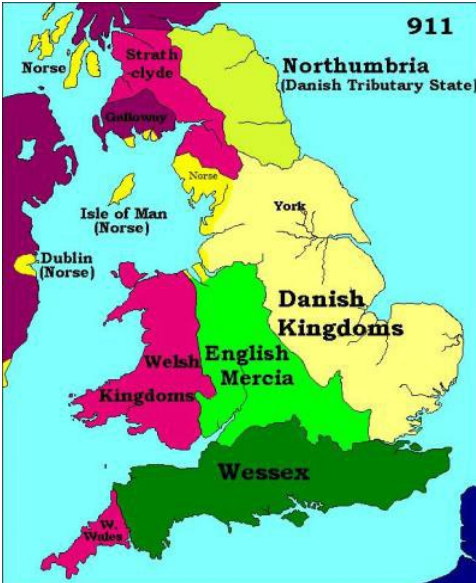 911
Norse
Strath
clyde
Northumbria
(Danish Tributary State)
Galloway
Norse
Isle of Man
(Norse)
York
Dublin
(Norse)
Danish
Kingdoms
Welsh
Kingdoms
English
Mercia
Wessex
W.
Wales